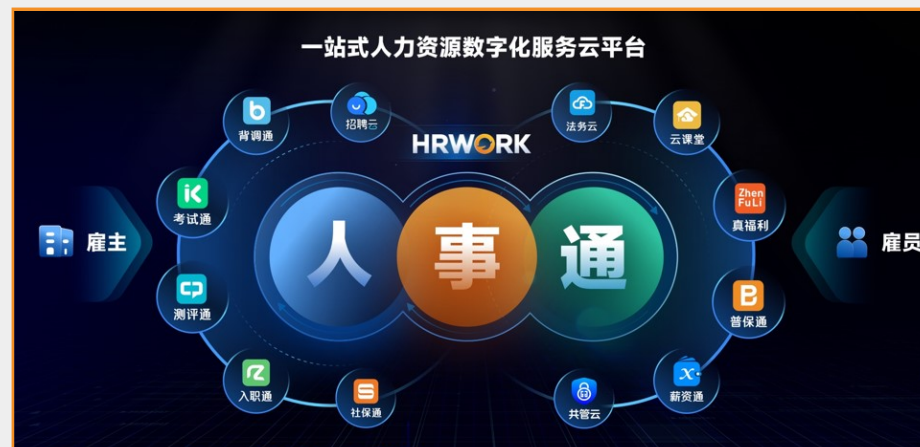 一站式人力资源数字化服务云平台
b
背调通
招聘云
法务云
云课堂
HRWORK
考试通
Zhen
FuLi
真福利
雇主
人事通
雇员
测评通
B
普保通
入职通
S
社保通
共管云
X
薪资通